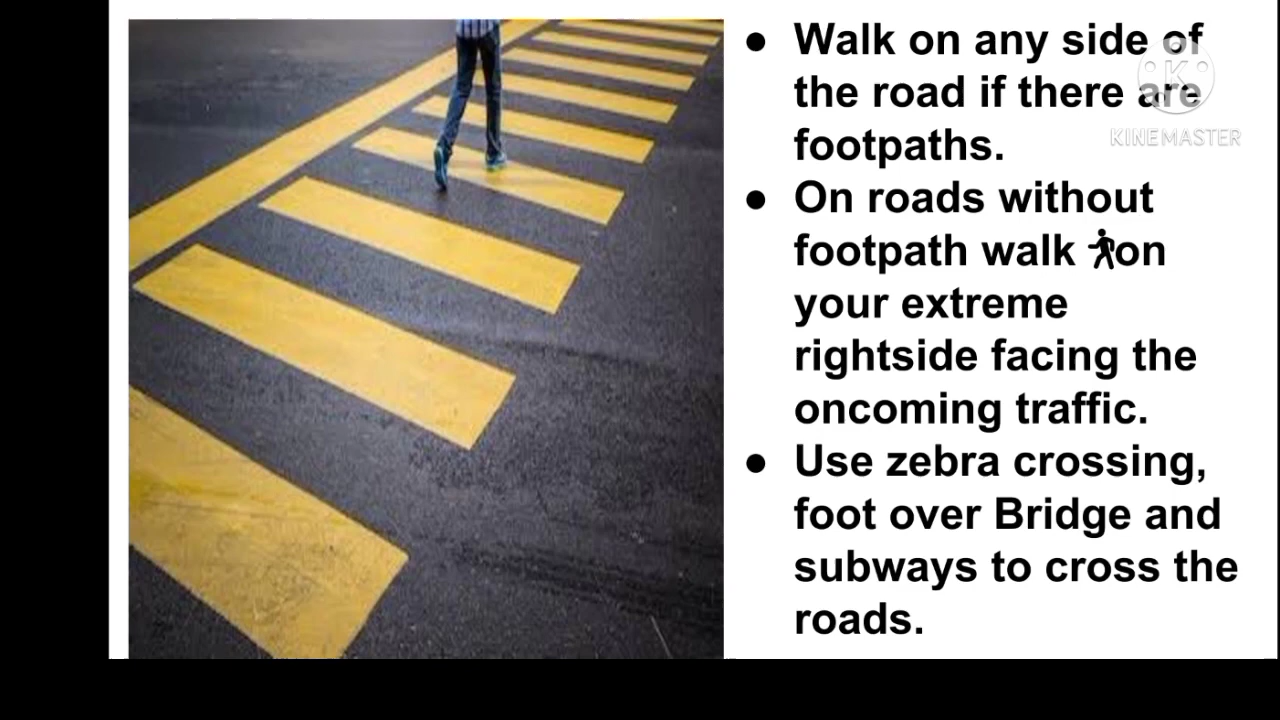 ● Walk on any side of
the road if there are
footpaths.
● On roads without
footpath walk 🚶on
your extreme
rightside facing the
oncoming traffic.
● Use zebra crossing,
foot over Bridge and
subways to cross the
roads.
K
KINEMASTER